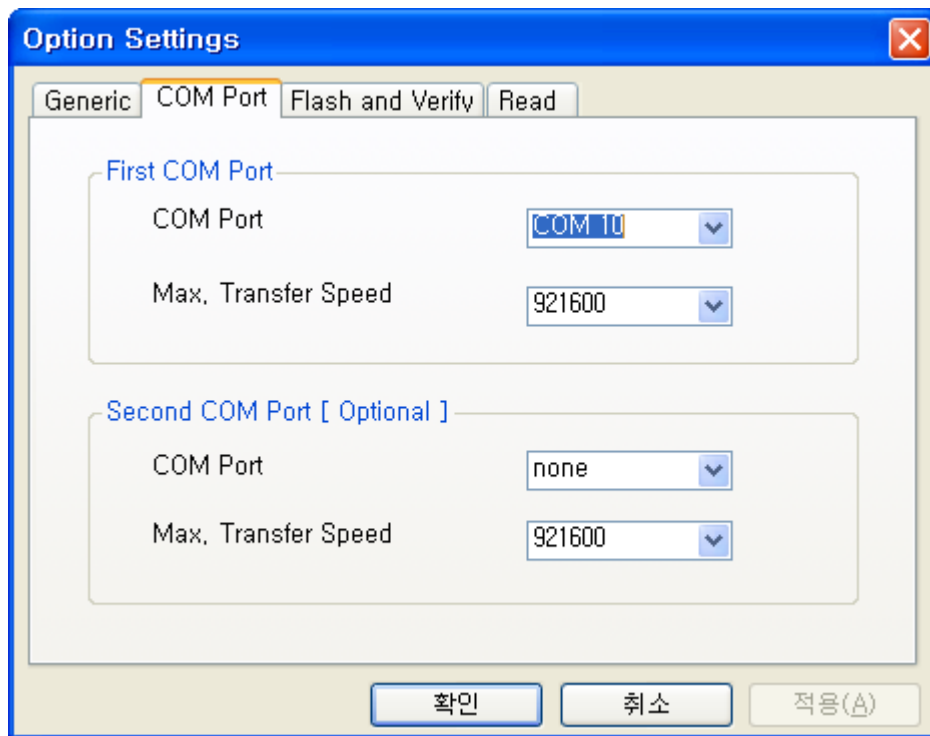 Option Settings
Generic COM Port Flash and Verify Read
First COM Port
COM Port COM 10
Max, Transfer Speed 921600
Second COM Port [ Optional ]
COM Port none
Max, Transfer Speed 921600
확인 취소 적용(A)